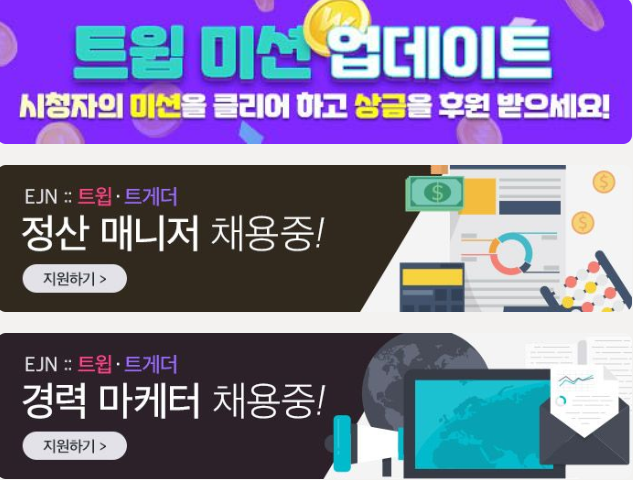 트윕 미션 업데이트
시청자의 미션을 클리어 하고 상금을 후원 받으세요!
EJN :: 트윕·트게더
정산 매니저 채용중!
지원하기 >
EJN :: 트윕·트게더
경력 마케터 채용중!
지원하기 >